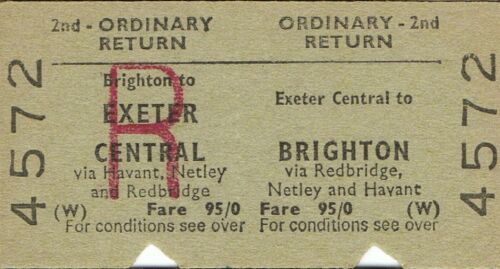 2nd - ORDINARY
RETURN
Brighton to
EXETER
CENTRAL
via Havant, Netley
and Redbridge
(W) Fare 95/0
For conditions see over
R
4572
ORDINARY - 2nd
RETURN
Exeter Central to
BRIGHTON
via Redbridge,
Netley and Havant
Fare 95/0 (W)
For conditions see over
4572